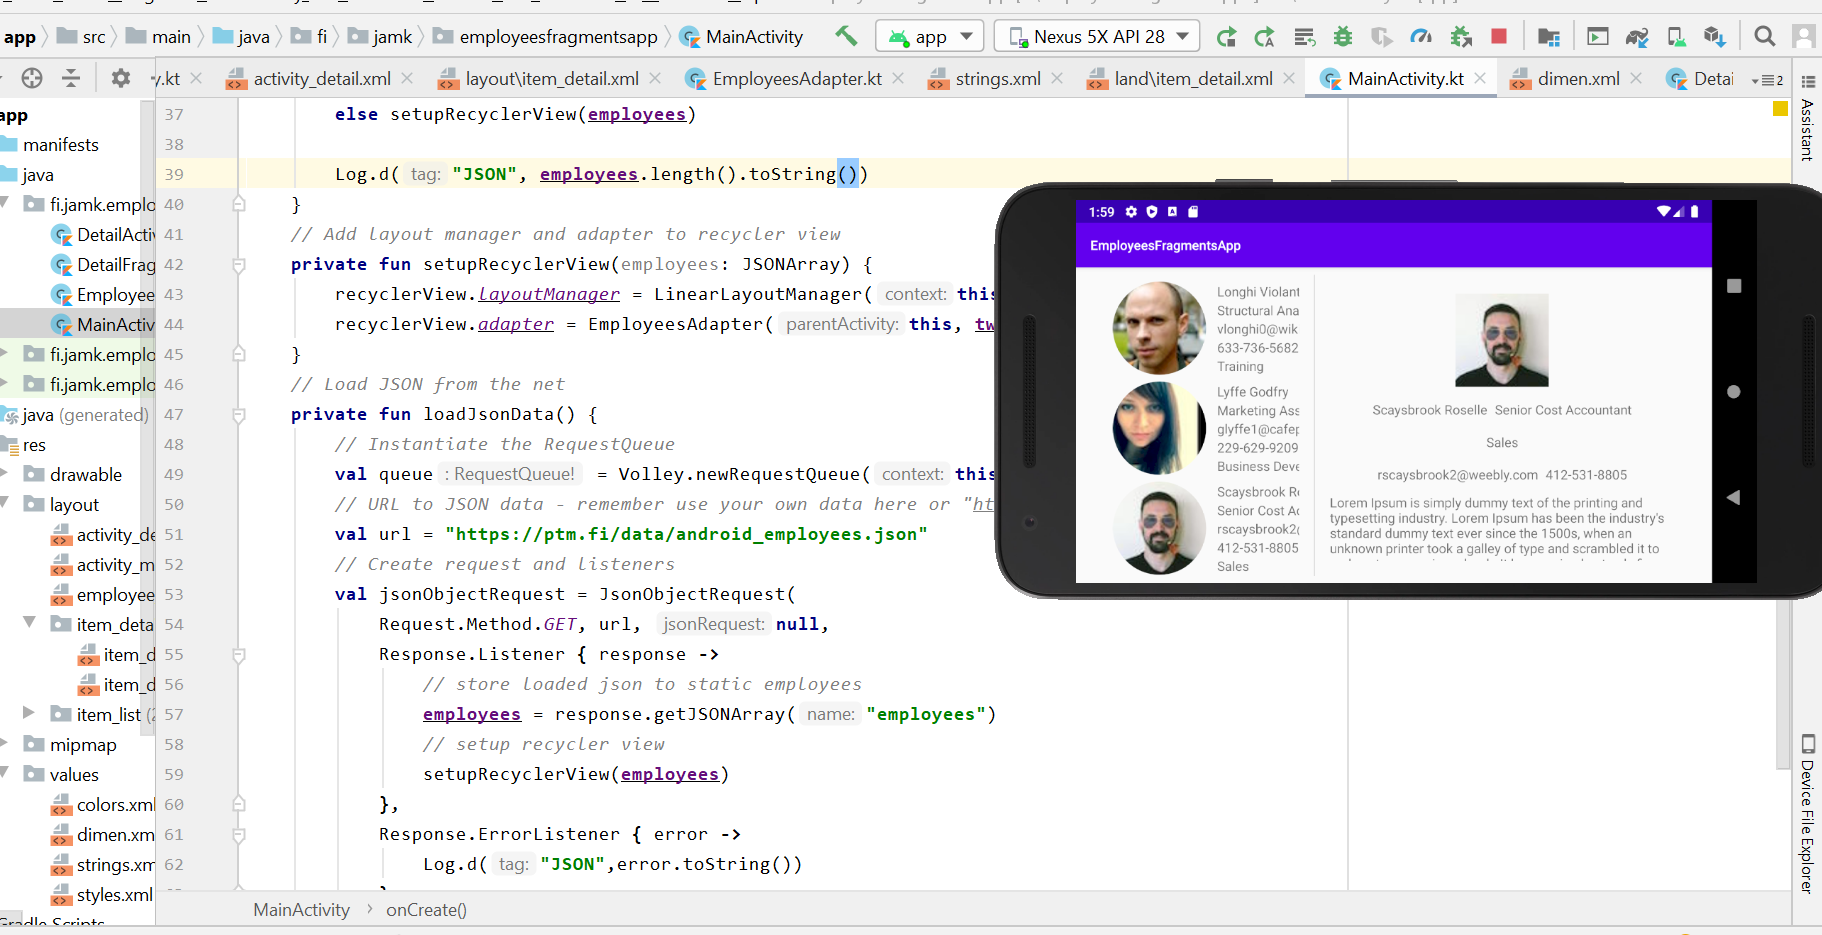 app src main java fi jamk employeesfragmentsapp MainActivity app Nexus 5X API 28
y.kt activity_detail.xml layout\item_detail.xml EmployeesAdapter.kt strings.xml land\item_detail.xml MainActivity.kt dimen.xml Detai 2
app
manifests
java
fi.jamk.emplo
DetailActiv
DetailFrag
Employee
MainActiv
fi.jamk.emplo
fi.jamk.emplo
java (generated)
res
drawable
layout
activity_de
activity_m
employee
item_deta
item_d
item_d
item_list (2
mipmap
values
colors.xml
dimen.xm
strings.xm
styles.xml
Gradle Scripts
37 else setupRecyclerView(employees)
38
39 Log.d( tag: "JSON", employees.length().toString())
40 }
41 // Add layout manager and adapter to recycler view
42 private fun setupRecyclerView(employees: JSONArray) {
43 recyclerView.layoutManager = LinearLayoutManager( context: this
44 recyclerView.adapter = EmployeesAdapter( parentActivity: this, tw
45 }
46 // Load JSON from the net
47 private fun loadJsonData() {
48 // Instantiate the RequestQueue
49 val queue : RequestQueue! = Volley.newRequestQueue( context: this
50 // URL to JSON data - remember use your own data here or "ht
51 val url = "https://ptm.fi/data/android_employees.json"
52 // Create request and listeners
53 val jsonObjectRequest = JsonObjectRequest(
54 Request.Method.GET, url, jsonRequest: null,
55 Response.Listener { response ->
56 // store loaded json to static employees
57 employees = response.getJSONArray( name: "employees")
58 // setup recycler view
59 setupRecyclerView(employees)
60 },
61 Response.ErrorListener { error ->
62 Log.d( tag: "JSON",error.toString())
MainActivity › onCreate()
1:59
EmployeesFragmentsApp
Longhi Violant
Structural Ana
vlonghi0@wik
633-736-5682
Training
Lyffe Godfry
Marketing Ass
glyffe1@cafep
229-629-9209
Business Deve
Scaysbrook Ro
Senior Cost Ac
rscaysbrook2@
412-531-8805
Sales
Scaysbrook Roselle Senior Cost Accountant
Sales
rscaysbrook2@weebly.com 412-531-8805
Lorem Ipsum is simply dummy text of the printing and
typesetting industry. Lorem Ipsum has been the industry's
standard dummy text ever since the 1500s, when an
unknown printer took a galley of type and scrambled it to
Assistant
Device File Explorer